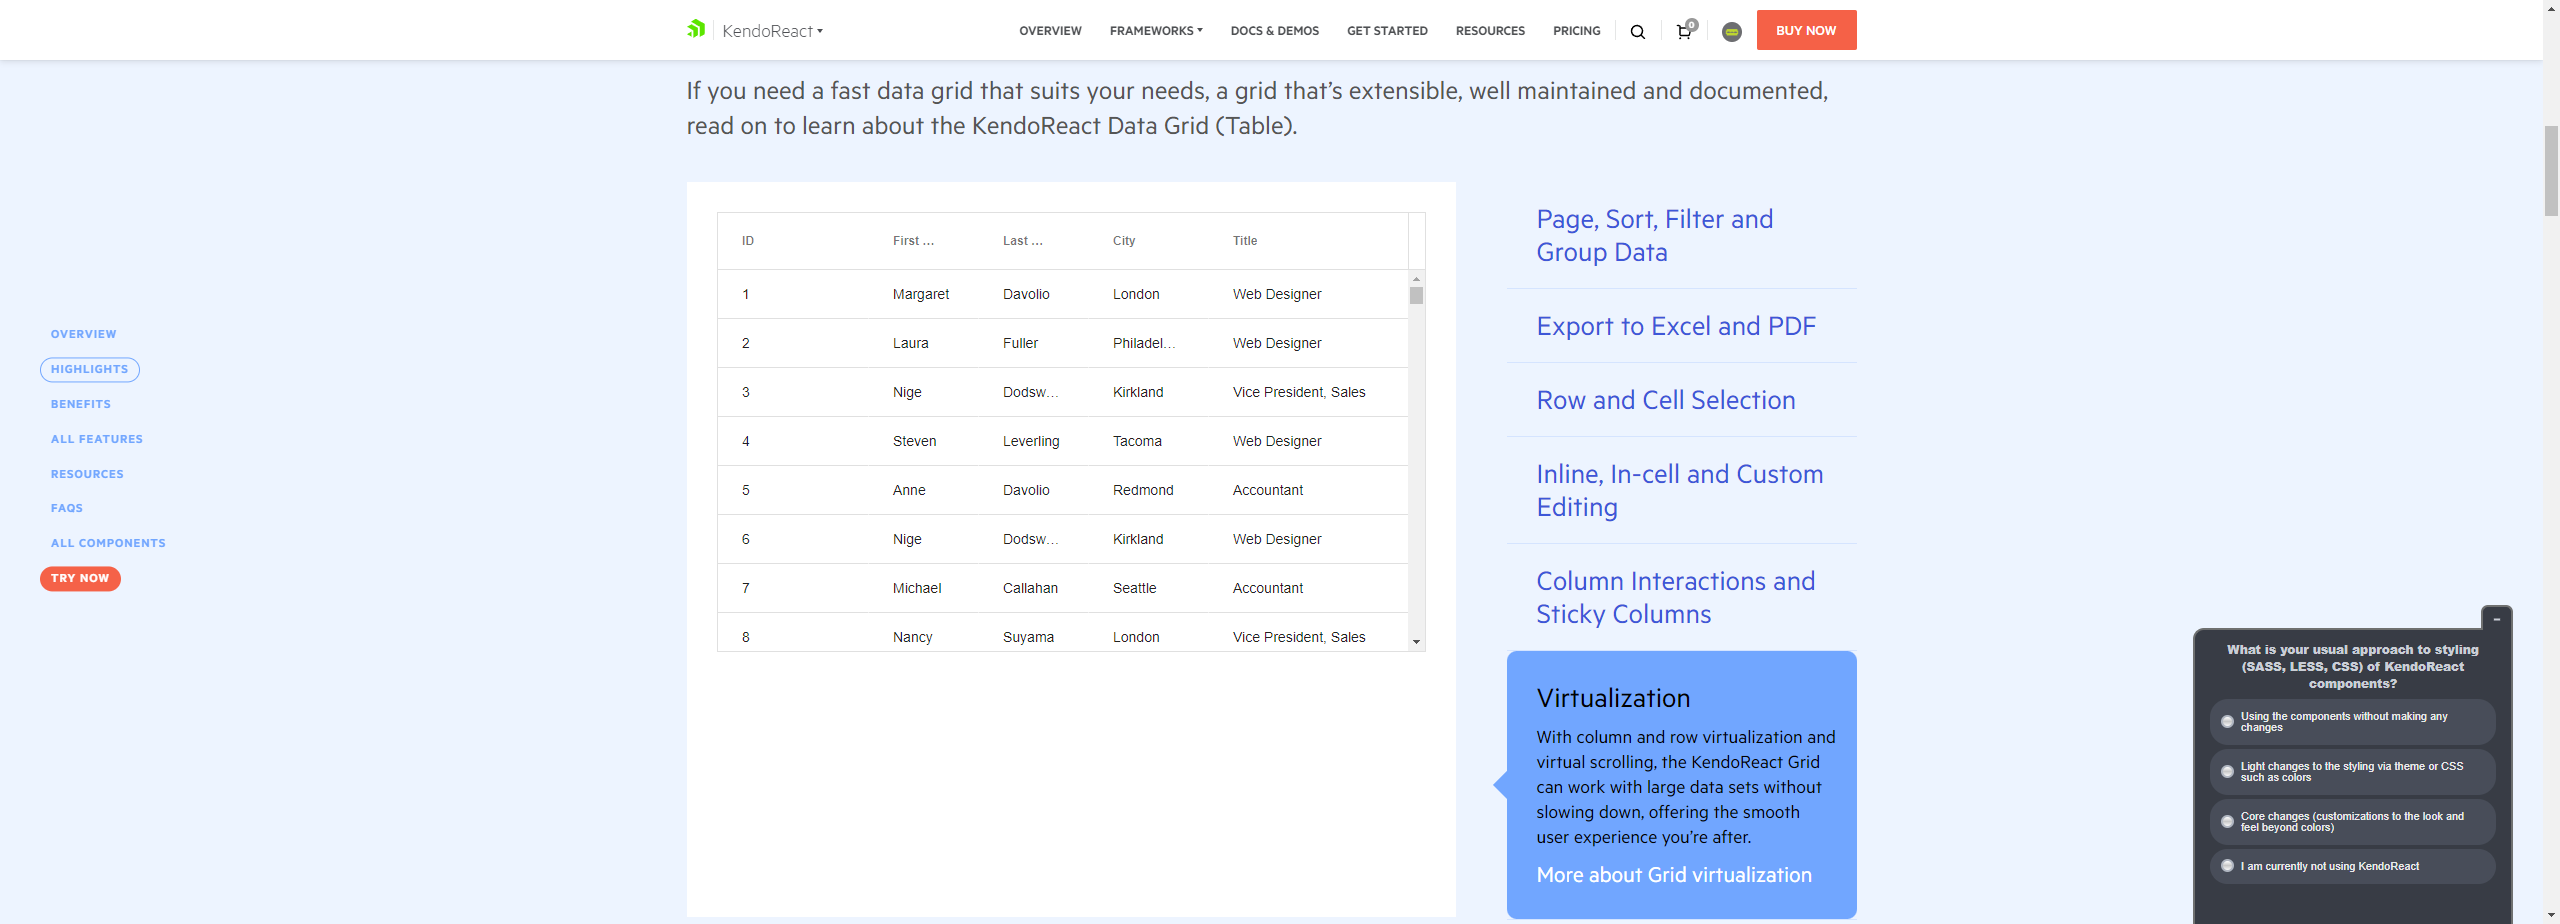 KendoReact
OVERVIEW
FRAMEWORKS
DOCS & DEMOS
GET STARTED
RESOURCES
PRICING
0
BUY NOW
If you need a fast data grid that suits your needs, a grid that’s extensible, well maintained and documented,
read on to learn about the KendoReact Data Grid (Table).
OVERVIEW
HIGHLIGHTS
BENEFITS
ALL FEATURES
RESOURCES
FAQS
ALL COMPONENTS
TRY NOW
ID First ... Last ... City Title
1 Margaret Davolio London Web Designer
2 Laura Fuller Philadel... Web Designer
3 Nige Dodsw... Kirkland Vice President, Sales
4 Steven Leverling Tacoma Web Designer
5 Anne Davolio Redmond Accountant
6 Nige Dodsw... Kirkland Web Designer
7 Michael Callahan Seattle Accountant
8 Nancy Suyama London Vice President, Sales
Page, Sort, Filter and
Group Data
Export to Excel and PDF
Row and Cell Selection
Inline, In-cell and Custom
Editing
Column Interactions and
Sticky Columns
Virtualization
With column and row virtualization and
virtual scrolling, the KendoReact Grid
can work with large data sets without
slowing down, offering the smooth
user experience you’re after.
More about Grid virtualization
What is your usual approach to styling
(SASS, LESS, CSS) of KendoReact
components?
Using the components without making any
changes
Light changes to the styling via theme or CSS
such as colors
Core changes (customizations to the look and
feel beyond colors)
I am currently not using KendoReact